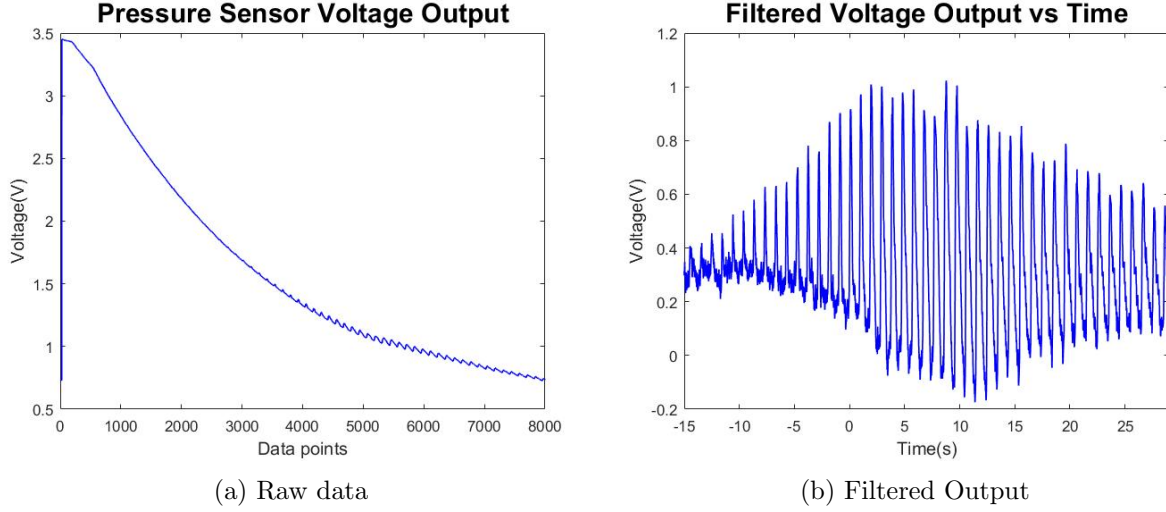 Pressure Sensor Voltage Output
3.5
3
2.5
2
1.5
1
0.5
Voltage(V)
0 1000 2000 3000 4000 5000 6000 7000 8000
Data points
(a) Raw data
Filtered Voltage Output vs Time
1.2
1
0.8
0.6
0.4
0.2
0
-0.2
Voltage(V)
-15 -10 -5 0 5 10 15 20 25
Time(s)
(b) Filtered Output